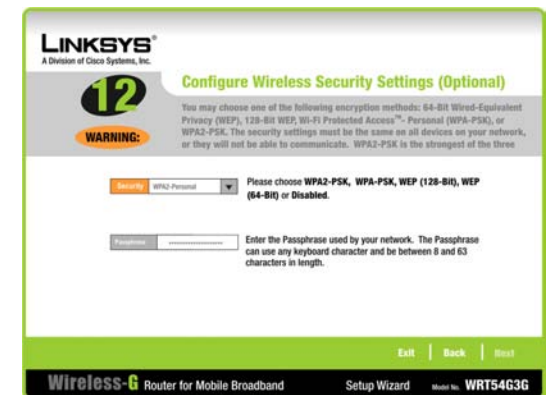 LINKSYS®
A Division of Cisco Systems, Inc.
12
WARNING:
Configure Wireless Security Settings (Optional)
You may choose one of the following encryption methods: 64-Bit Wired-Equivalent
Privacy (WEP), 128-Bit WEP, Wi-Fi Protected Access™- Personal (WPA-PSK), or
WPA2-PSK. The security settings must be the same on all devices on your network,
or they will not be able to communicate. WPA2-PSK is the strongest of the three
Security WPA2-Personal
Please choose WPA2-PSK, WPA-PSK, WEP (128-Bit), WEP
(64-Bit) or Disabled.
Passphrase
Enter the Passphrase used by your network. The Passphrase
can use any keyboard character and be between 8 and 63
characters in length.
Exit | Back | Next
Wireless-G Router for Mobile Broadband Setup Wizard Model No. WRT54G3G